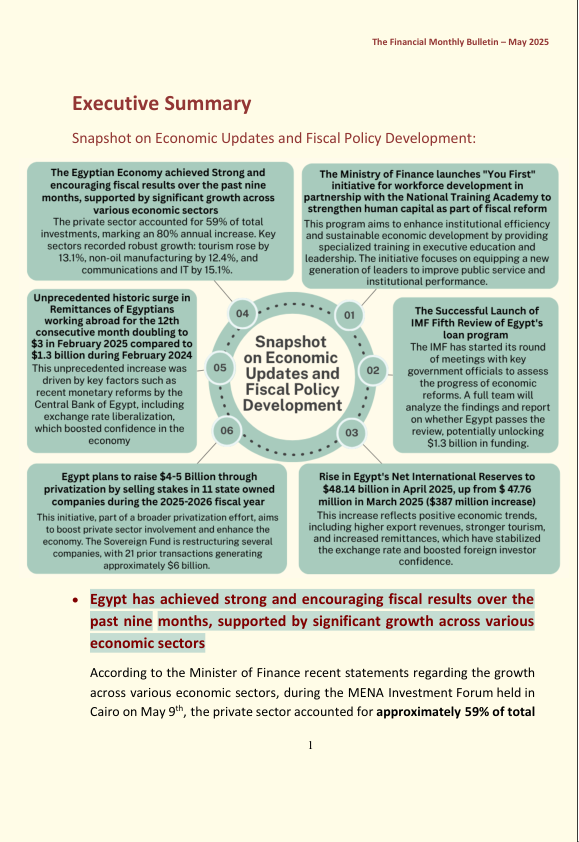 The Financial Monthly Bulletin – May 2025
Executive Summary
Snapshot on Economic Updates and Fiscal Policy Development:
The Egyptian Economy achieved Strong and
encouraging fiscal results over the past nine
months, supported by significant growth across
various economic sectors
The private sector accounted for 59% of total
investments, marking an 80% annual increase. Key
sectors recorded robust growth: tourism rose by
13.1%, non-oil manufacturing by 12.4%, and
communications and IT by 15.1%.
The Ministry of Finance launches "You First"
initiative for workforce development in
partnership with the National Training Academy to
strengthen human capital as part of fiscal reform
This program aims to enhance institutional efficiency
and sustainable economic development by providing
specialized training in executive education and
leadership. The initiative focuses on equipping a new
generation of leaders to improve public service and
institutional performance.
Unprecedented historic surge in
Remittances of Egyptians
working abroad for the 12th
consecutive month doubling to
$3 in February 2025 compared to
$1.3 billion during February 2024
This unprecedented increase was
driven by key factors such as
recent monetary reforms by the
Central Bank of Egypt, including
exchange rate liberalization,
which boosted confidence in the
economy
04
01
05
02
06
03
Snapshot
on Economic
Updates and
Fiscal Policy
Development
The Successful Launch of
IMF Fifth Review of Egypt's
loan program
The IMF has started its round
of meetings with key
government officials to assess
the progress of economic
reforms. A full team will
analyze the findings and report
on whether Egypt passes the
review, potentially unlocking
$1.3 billion in funding.
Egypt plans to raise $4-5 Billion through
privatization by selling stakes in 11 state owned
companies during the 2025-2026 fiscal year
This initiative, part of a broader privatization effort, aims
to boost private sector involvement and enhance the
economy. The Sovereign Fund is restructuring several
companies, with 21 prior transactions generating
approximately $6 billion.
Rise in Egypt's Net International Reserves to
$48.14 billion in April 2025, up from $ 47.76
million in March 2025 ($387 million increase)
This increase reflects positive economic trends,
including higher export revenues, stronger tourism,
and increased remittances, which have stabilized
the exchange rate and boosted foreign investor
confidence.
• Egypt has achieved strong and encouraging fiscal results over the
past nine months, supported by significant growth across various
economic sectors
According to the Minister of Finance recent statements regarding the growth
across various economic sectors, during the MENA Investment Forum held in
Cairo on May 9th, the private sector accounted for approximately 59% of total
1